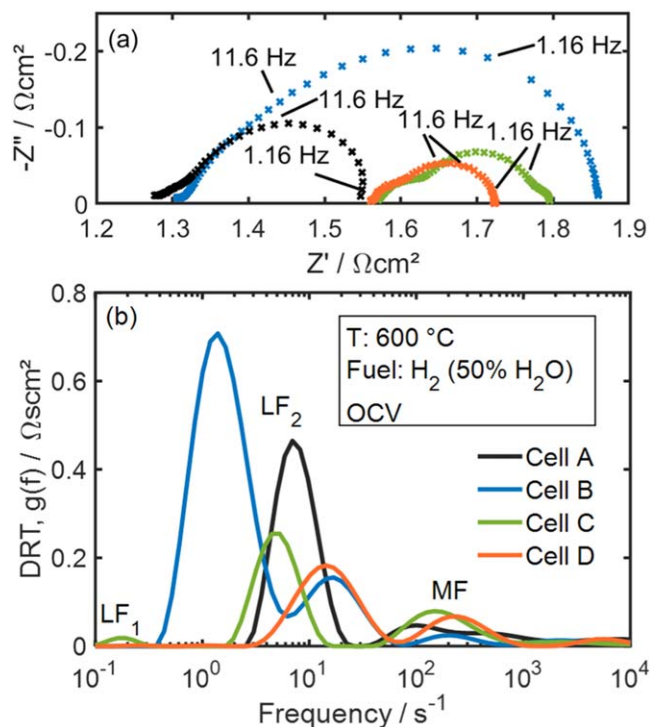 (a)
-0.2
-0.1
0
11.6 Hz
1.16 Hz
11.6 Hz
11.6 Hz
1.16 Hz
1.16 Hz
1.2 1.3 1.4 1.5 1.6 1.7 1.8 1.9
-Z" / Ωcm²
Z' / Ωcm²
(b)
0.8
0.6
0.4
0.2
0
T: 600 °C
Fuel: H₂ (50% H₂O)
OCV
LF₂
Cell A
Cell B
Cell C
Cell D
LF₁
MF
DRT, g(f) / Ωscm²
10⁻¹ 10⁰ 10¹ 10² 10³ 10⁴
Frequency / s⁻¹